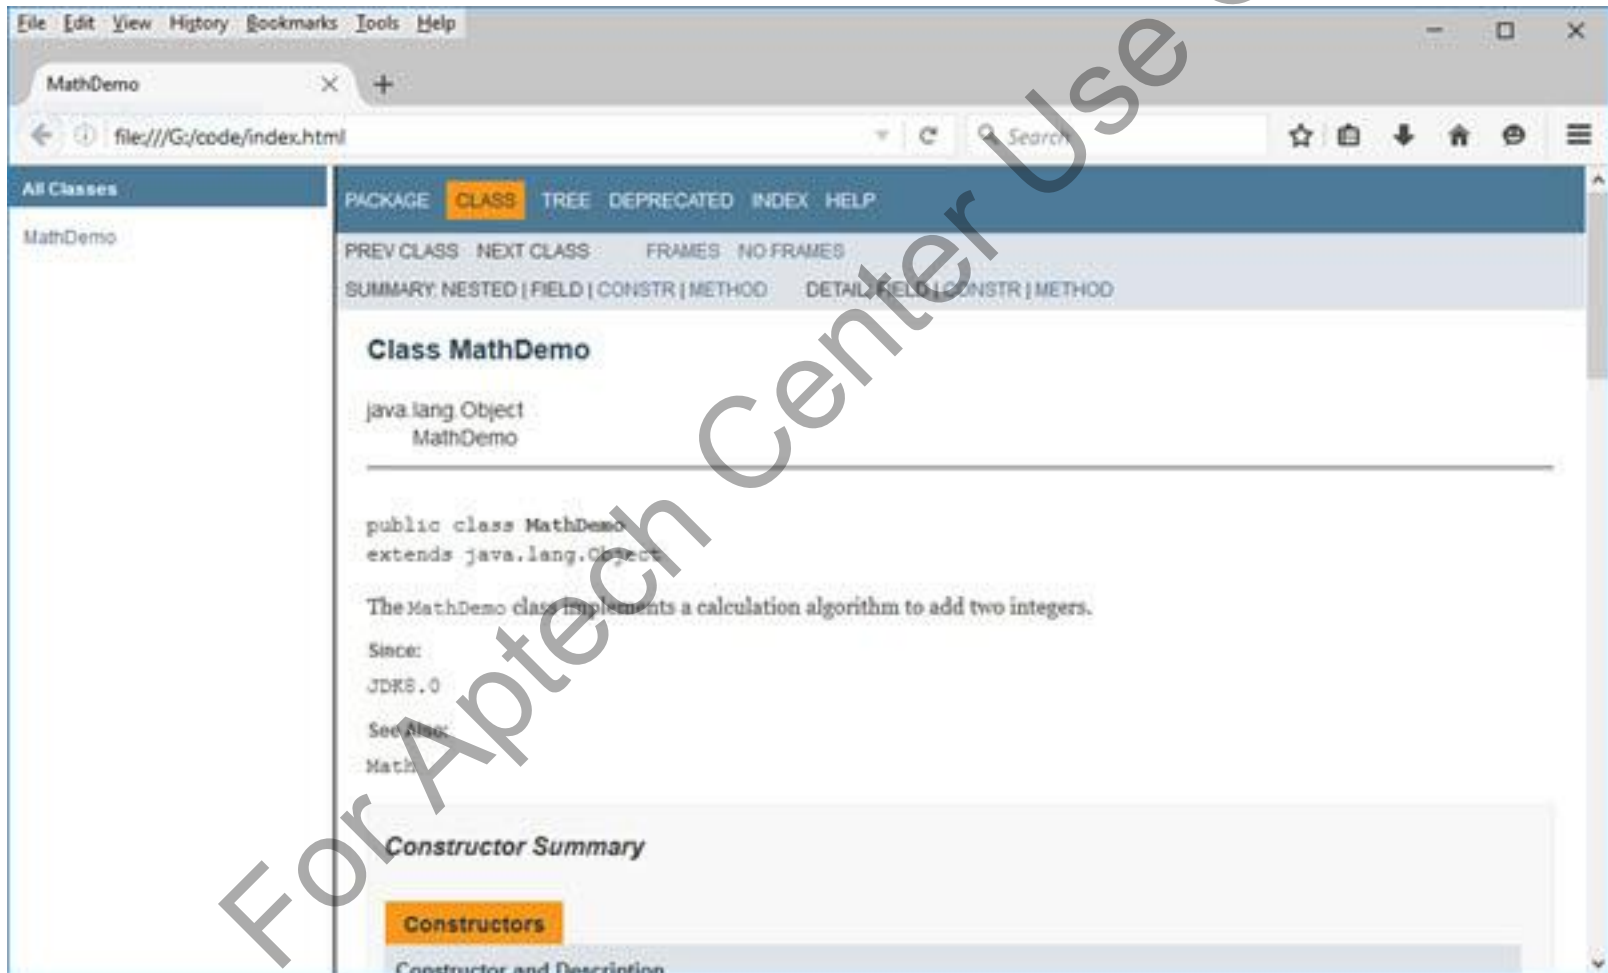 File Edit View History Bookmarks Tools Help
MathDemo
file:///G:/code/index.html
Search
All Classes
MathDemo
PACKAGE CLASS TREE DEPRECATED INDEX HELP
PREV CLASS NEXT CLASS FRAMES NO FRAMES
SUMMARY: NESTED | FIELD | CONSTR | METHOD DETAIL: FIELD | CONSTR | METHOD
Class MathDemo
java.lang.Object
MathDemo
public class MathDemo
extends java.lang.Object
The MathDemo class implements a calculation algorithm to add two integers.
Since:
JDK8.0
See Also:
Math
Constructor Summary
Constructors
Constructor and Description
For Aptech Center Use